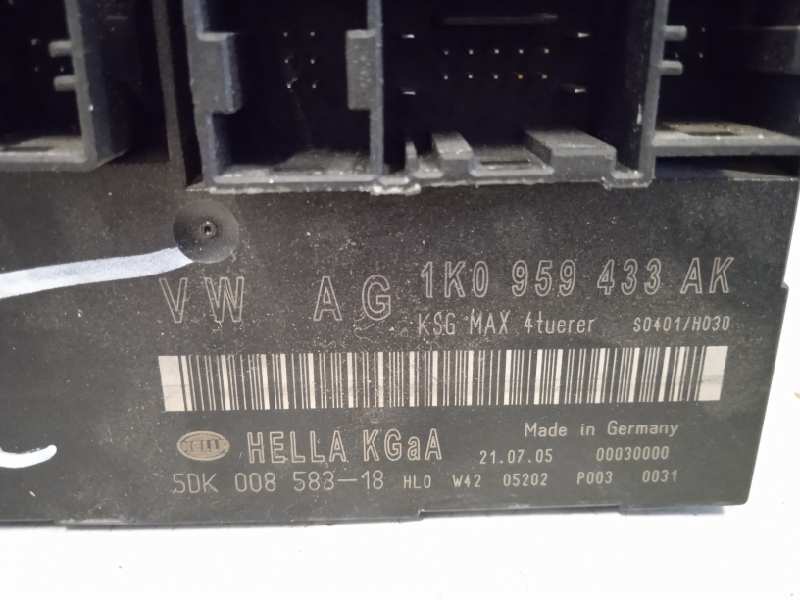 VW AG 1K0 959 433 AK
KSG MAX 4tuerer S0401/H030
HELLA HELLA KGaA Made in Germany
21.07.05 00030000
5DK 008 583-18 HLO W42 05202 P003 0031